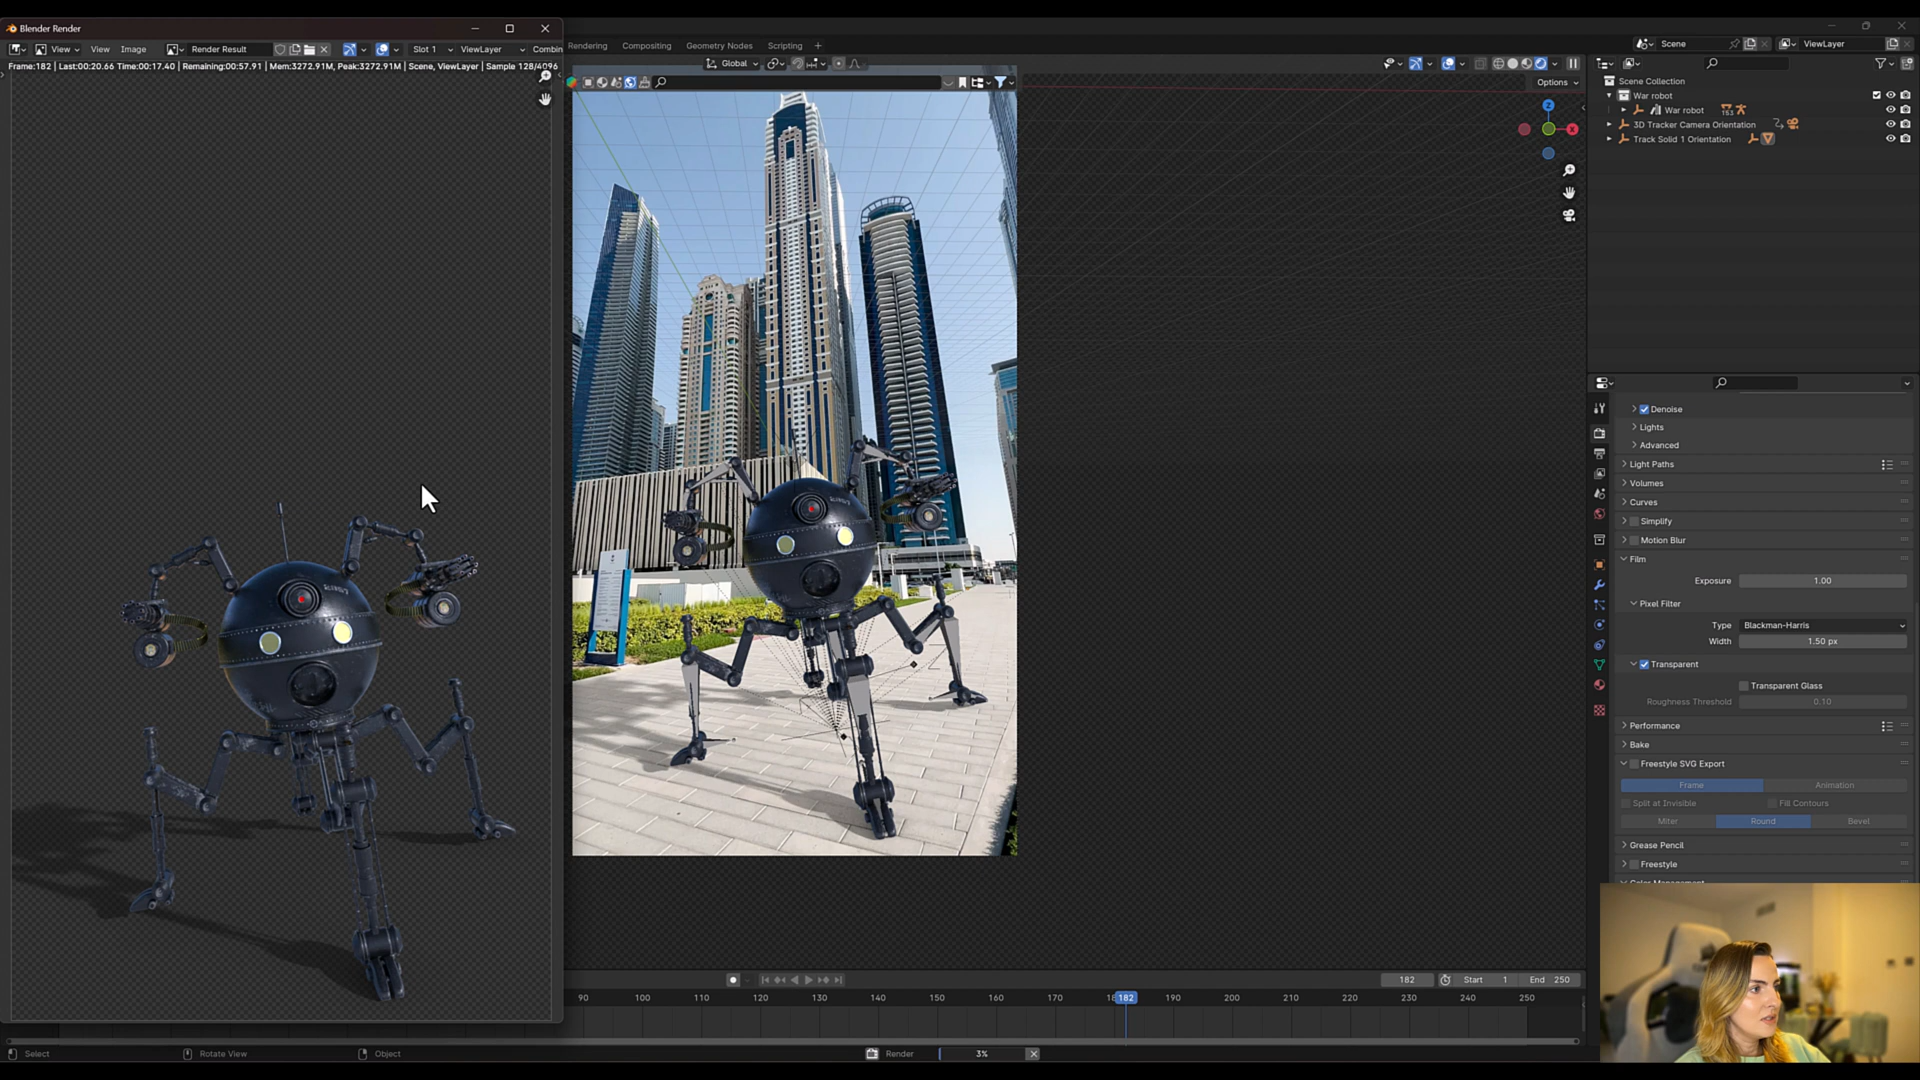 Blender Render
View View Image Render Result Slot 1 ViewLayer Combin
Frame:182 | Last:00:20.66 Time:00:17.40 | Remaining:00:57.91 | Mem:3272.91M, Peak:3272.91M | Scene, ViewLayer | Sample 128/4096
Rendering Compositing Geometry Nodes Scripting +
Scene ViewLayer
Global
Options
Z
X
Scene Collection
War robot
War robot 153
3D Tracker Camera Orientation
Track Solid 1 Orientation
Denoise
Lights
Advanced
Light Paths
Volumes
Curves
Simplify
Motion Blur
Film
Exposure 1.00
Pixel Filter
Type Blackman-Harris
Width 1.50 px
Transparent
Transparent Glass
Roughness Threshold 0.10
Performance
Bake
Freestyle SVG Export
Frame Animation
Split at Invisible Fill Contours
Miter Round Bevel
Grease Pencil
Freestyle
182 Start 1 End 250
90 100 110 120 130 140 150 160 170 182 190 200 210 220 230 240 250
Select Rotate View Object Render 3%